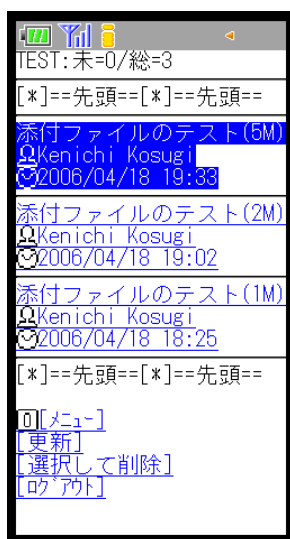 TEST:未=0/総=3
[*]==先頭==[*]==先頭==
添付ファイルのテスト(5M)
Kenichi Kosugi
2006/04/18 19:33
添付ファイルのテスト(2M)
Kenichi Kosugi
2006/04/18 19:02
添付ファイルのテスト(1M)
Kenichi Kosugi
2006/04/18 18:25
[*]==先頭==[*]==先頭==
0[ﾒﾆｭｰ]
[更新]
[選択して削除]
[ﾛｸﾞｱｳﾄ]